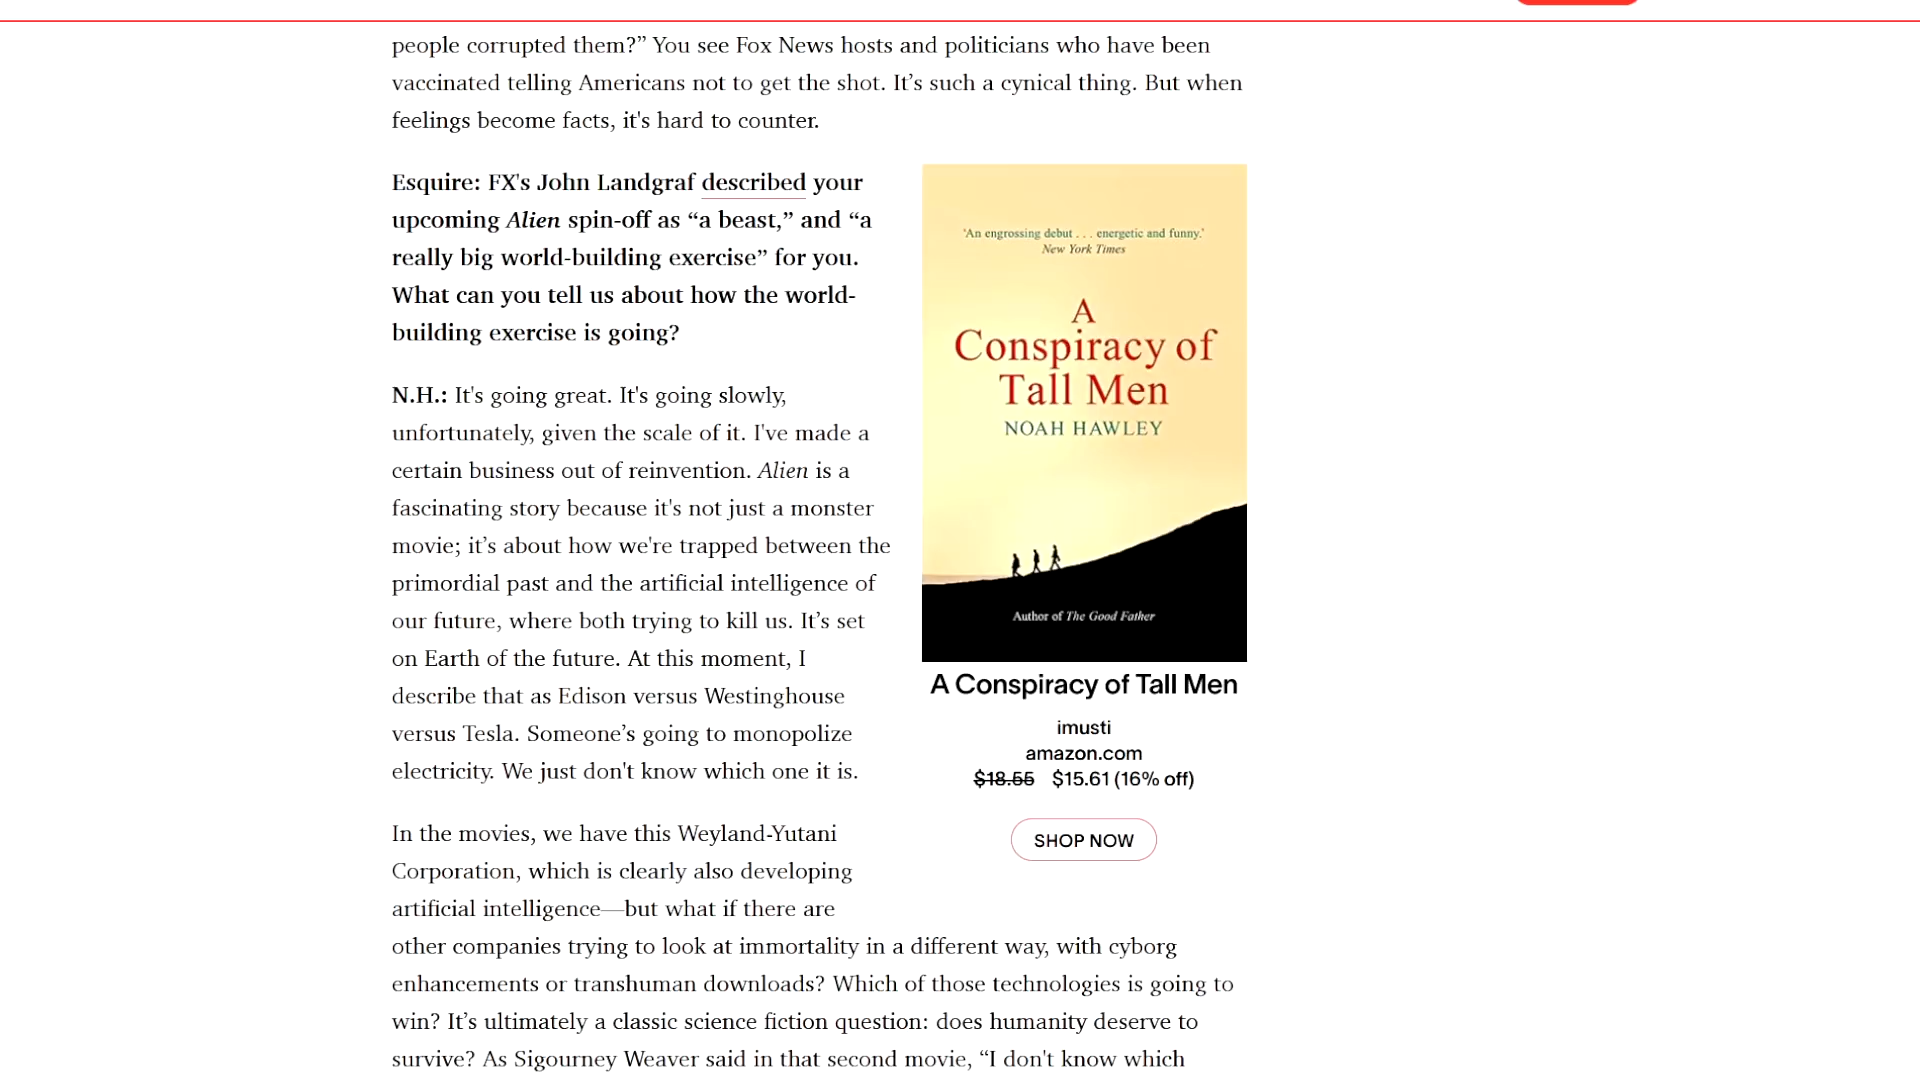 people corrupted them?” You see Fox News hosts and politicians who have been
vaccinated telling Americans not to get the shot. It’s such a cynical thing. But when
feelings become facts, it's hard to counter.
Esquire: FX's John Landgraf described your
upcoming Alien spin-off as “a beast,” and “a
really big world-building exercise” for you.
What can you tell us about how the world-
building exercise is going?
N.H.: It's going great. It's going slowly,
unfortunately, given the scale of it. I've made a
certain business out of reinvention. Alien is a
fascinating story because it's not just a monster
movie; it’s about how we're trapped between the
primordial past and the artificial intelligence of
our future, where both trying to kill us. It’s set
on Earth of the future. At this moment, I
describe that as Edison versus Westinghouse
versus Tesla. Someone’s going to monopolize
electricity. We just don't know which one it is.
In the movies, we have this Weyland-Yutani
Corporation, which is clearly also developing
artificial intelligence—but what if there are
other companies trying to look at immortality in a different way, with cyborg
enhancements or transhuman downloads? Which of those technologies is going to
win? It’s ultimately a classic science fiction question: does humanity deserve to
survive? As Sigourney Weaver said in that second movie, “I don't know which
'An engrossing debut . . . energetic and funny.'
New York Times
A
Conspiracy of
Tall Men
NOAH HAWLEY
Author of The Good Father
A Conspiracy of Tall Men
imusti
amazon.com
$18.55 $15.61 (16% off)
SHOP NOW